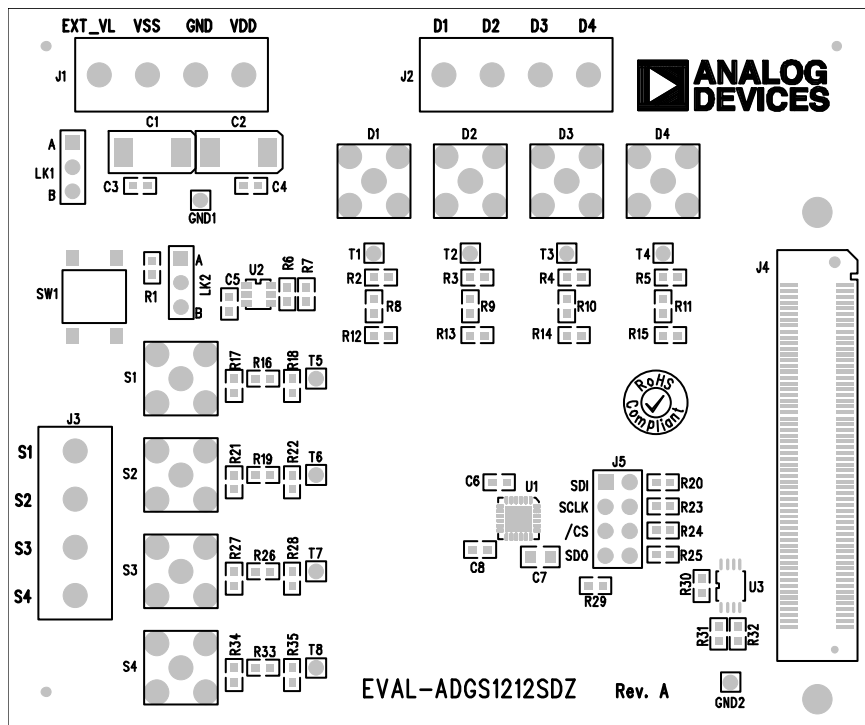 EXT_VL VSS GND VDD
D1 D2 D3 D4
J1
J2
ANALOG
DEVICES
C1 C2
D1 D2 D3 D4
A
LK1
B
C3 C4
GND1
T1 T2 T3 T4
J4
SW1
R1
A
LK2
B
C5
U2
R6
R7
R2 R3 R4 R5
R8 R9 R10 R11
R12 R13 R14 R15
S1
R17
R16
R18
T5
RoHS
Compliant
J3
S1
S2
S3
S4
S2
R21
R19
R22
T6
C6
U1
J5
SDI
SCLK
/CS
SDO
R20
R23
R24
R25
C8
C7
R29
S3
R27
R26
R28
T7
R30
U3
R31
R32
S4
R34
R33
R35
T8
EVAL-ADGS1212SDZ Rev. A
GND2